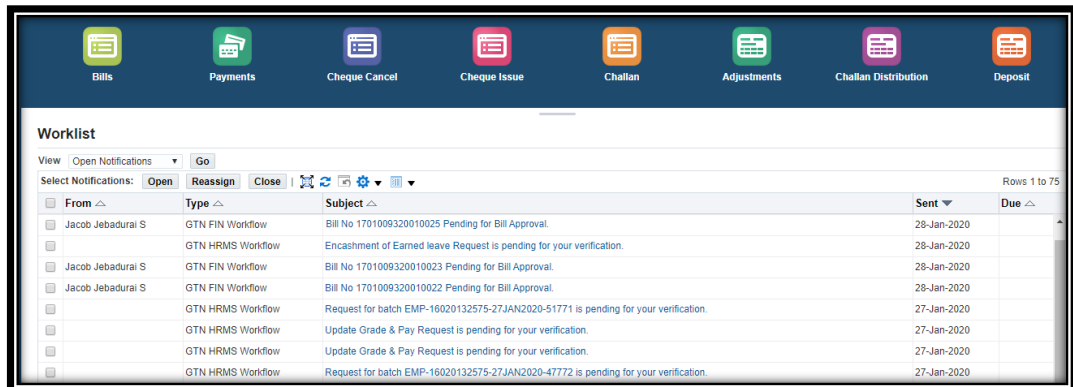 Bills Payments Cheque Cancel Cheque Issue Challan Adjustments Challan Distribution Deposit
Worklist
View Open Notifications Go
Select Notifications: Open Reassign Close Rows 1 to 75
From Type Subject Sent Due
Jacob Jebadurai S GTN FIN Workflow Bill No 1701009320010025 Pending for Bill Approval. 28-Jan-2020
GTN HRMS Workflow Encashment of Earned leave Request is pending for your verification. 28-Jan-2020
Jacob Jebadurai S GTN FIN Workflow Bill No 1701009320010023 Pending for Bill Approval. 28-Jan-2020
Jacob Jebadurai S GTN FIN Workflow Bill No 1701009320010022 Pending for Bill Approval. 28-Jan-2020
GTN HRMS Workflow Request for batch EMP-16020132575-27JAN2020-51771 is pending for your verification. 27-Jan-2020
GTN HRMS Workflow Update Grade & Pay Request is pending for your verification. 27-Jan-2020
GTN HRMS Workflow Update Grade & Pay Request is pending for your verification. 27-Jan-2020
GTN HRMS Workflow Request for batch EMP-16020132575-27JAN2020-47772 is pending for your verification. 27-Jan-2020